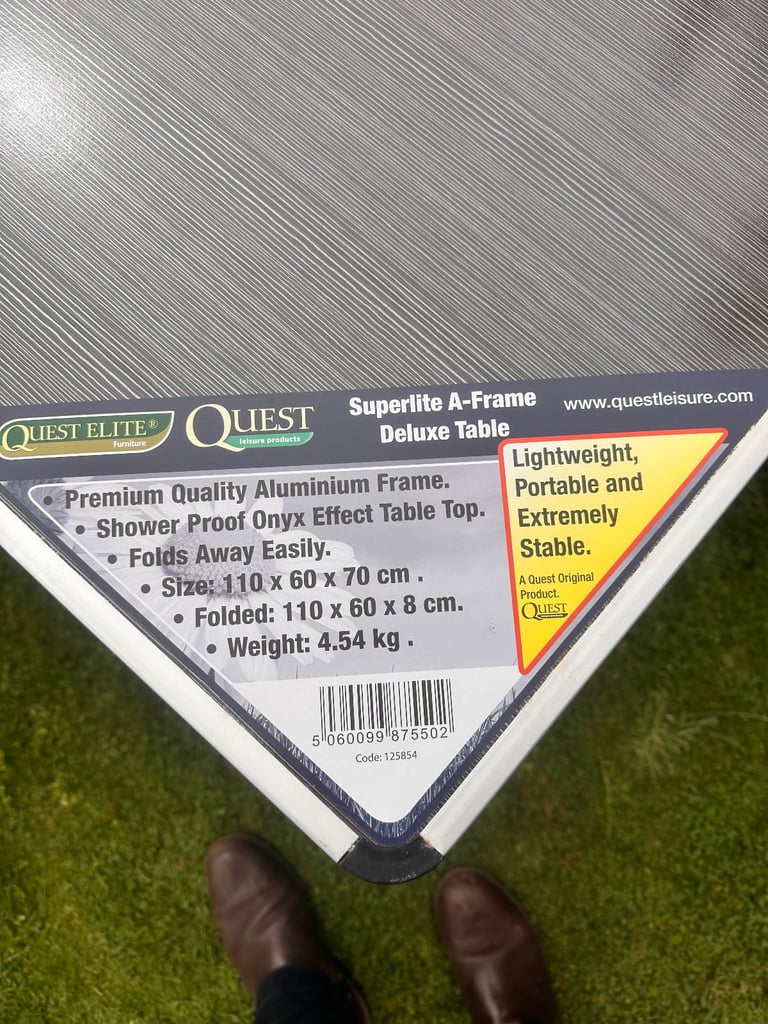 QUEST ELITE®
Furniture
QUEST
leisure products
Superlite A-Frame
Deluxe Table
www.questleisure.com
• Premium Quality Aluminium Frame.
• Shower Proof Onyx Effect Table Top.
• Folds Away Easily.
• Size: 110 x 60 x 70 cm .
• Folded: 110 x 60 x 8 cm.
• Weight: 4.54 kg .
Lightweight,
Portable and
Extremely
Stable.
A Quest Original
Product.
QUEST
5 060099 875502
Code: 125854